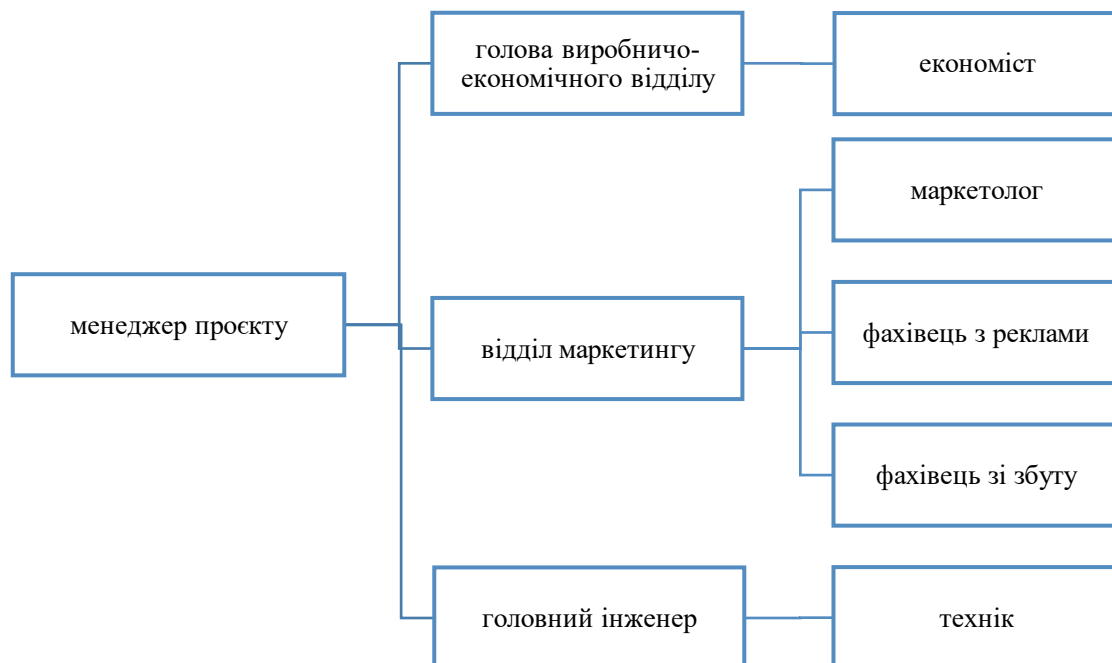 голова виробничо-
економічного відділу
економіст
маркетолог
менеджер проєкту
відділ маркетингу
фахівець з реклами
фахівець зі збуту
головний інженер
технік